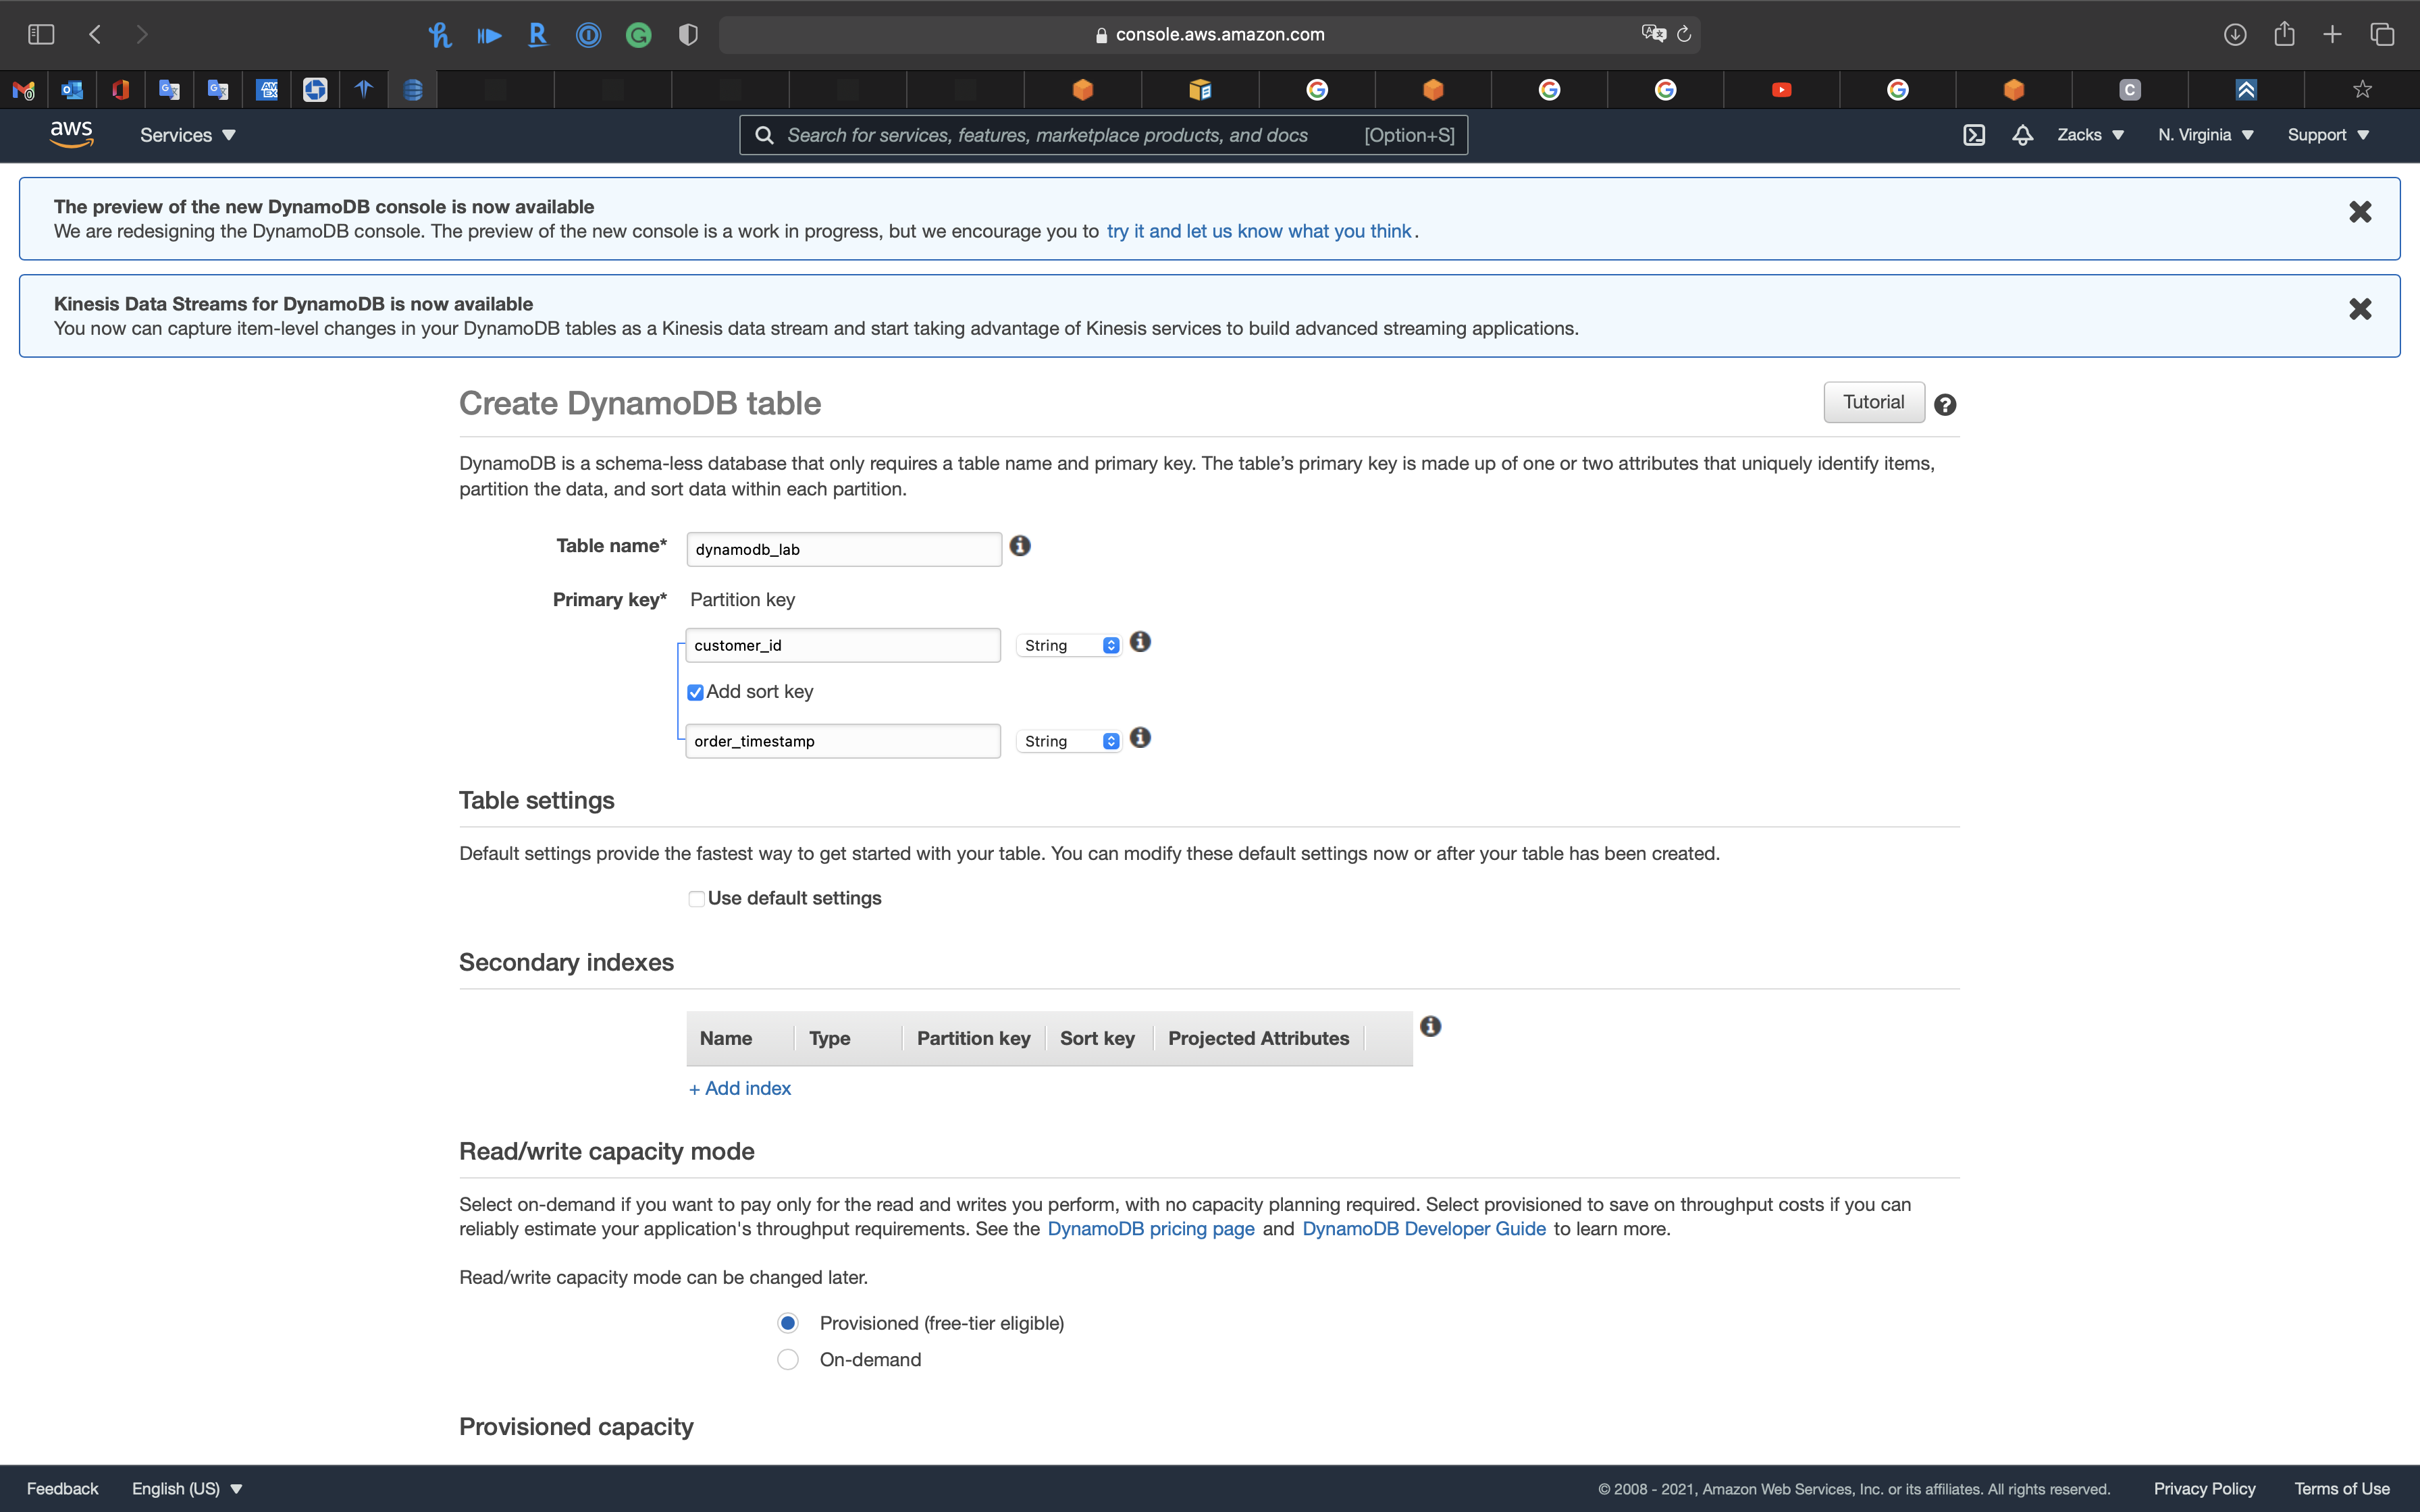 console.aws.amazon.com
aws Services Search for services, features, marketplace products, and docs [Option+S] Zacks N. Virginia Support
The preview of the new DynamoDB console is now available
We are redesigning the DynamoDB console. The preview of the new console is a work in progress, but we encourage you to try it and let us know what you think.
Kinesis Data Streams for DynamoDB is now available
You now can capture item-level changes in your DynamoDB tables as a Kinesis data stream and start taking advantage of Kinesis services to build advanced streaming applications.
Create DynamoDB table Tutorial
DynamoDB is a schema-less database that only requires a table name and primary key. The table's primary key is made up of one or two attributes that uniquely identify items,
partition the data, and sort data within each partition.
Table name* dynamodb_lab
Primary key* Partition key
customer_id String
Add sort key
order_timestamp String
Table settings
Default settings provide the fastest way to get started with your table. You can modify these default settings now or after your table has been created.
Use default settings
Secondary indexes
Name Type Partition key Sort key Projected Attributes
+ Add index
Read/write capacity mode
Select on-demand if you want to pay only for the read and writes you perform, with no capacity planning required. Select provisioned to save on throughput costs if you can
reliably estimate your application's throughput requirements. See the DynamoDB pricing page and DynamoDB Developer Guide to learn more.
Read/write capacity mode can be changed later.
Provisioned (free-tier eligible)
On-demand
Provisioned capacity
Feedback English (US) © 2008 - 2021, Amazon Web Services, Inc. or its affiliates. All rights reserved. Privacy Policy Terms of Use